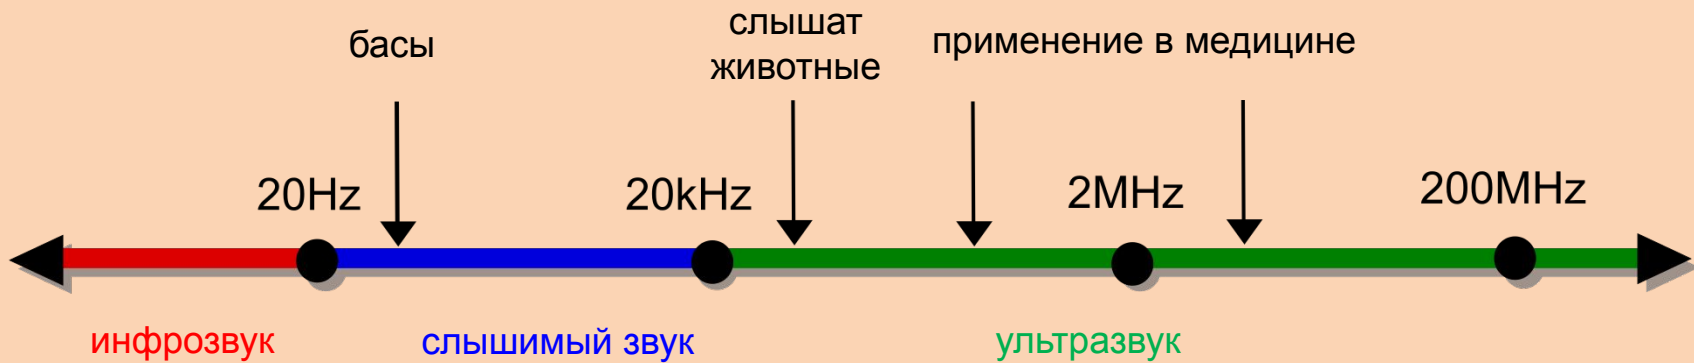 басы
слышат
животные
применение в медицине
20Hz
20kHz
2MHz
200MHz
инфрозвук
слышимый звук
ультразвук